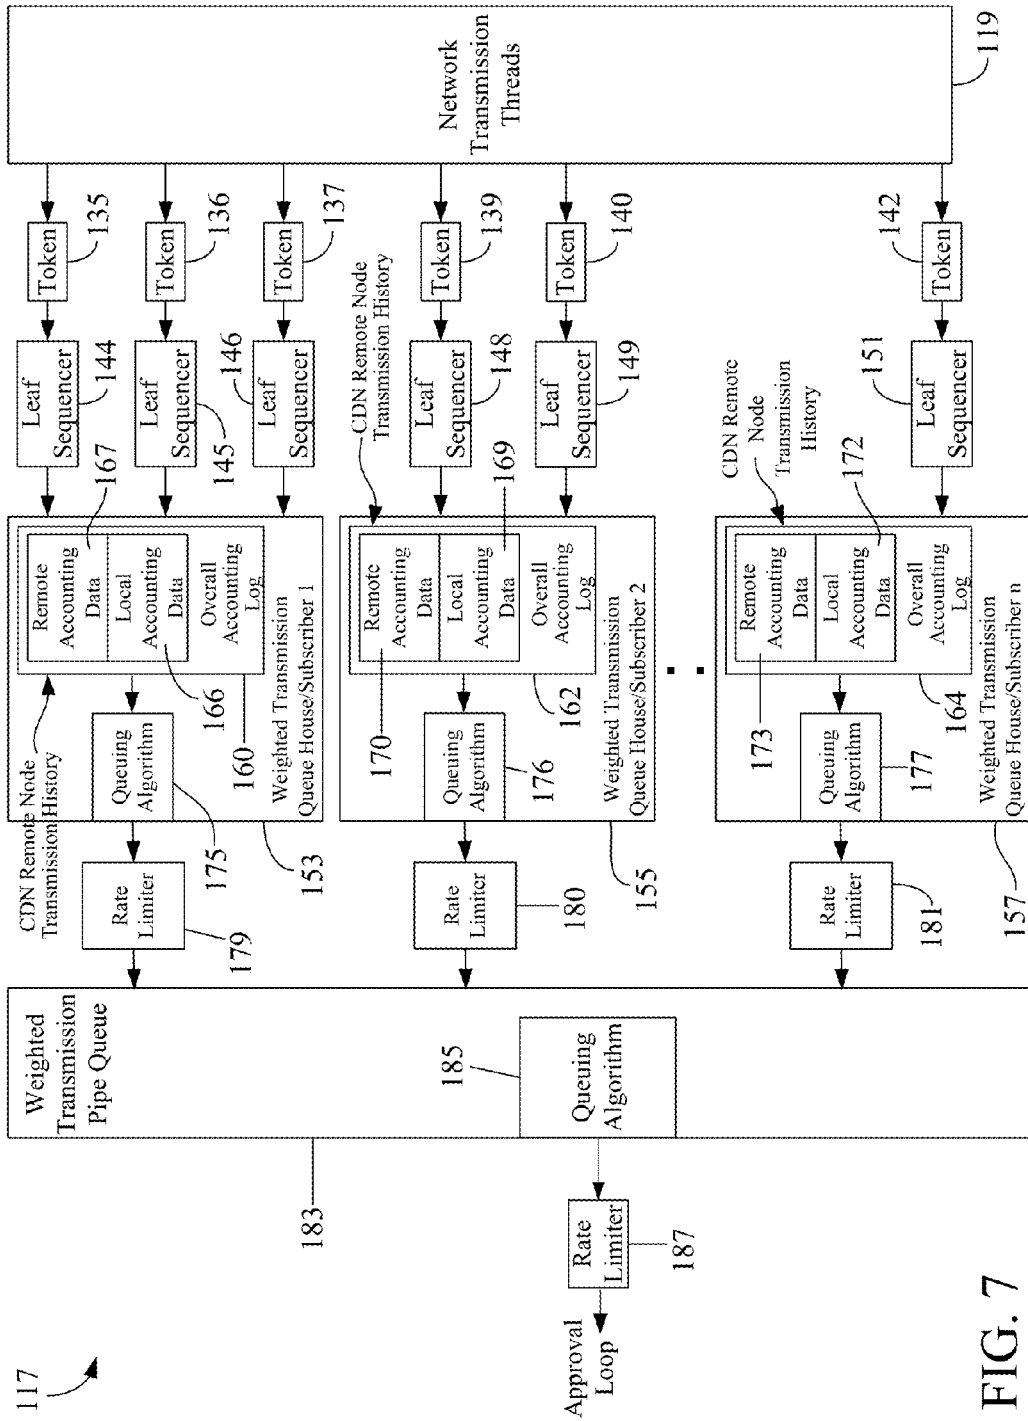 117
Network
Transmission
Threads
119
Token
135
Token
136
Token
137
Token
139
Token
140
Token
142
Leaf
Sequencer
144
Leaf
Sequencer
145
Leaf
Sequencer
146
Leaf
Sequencer
148
Leaf
Sequencer
149
Leaf
Sequencer
151
CDN Remote Node
Transmission History
Remote
Accounting
Data
167
Local
Accounting
Data
166
Overall
Accounting
Log
160
Queuing
Algorithm
175
Weighted Transmission
Queue House/Subscriber 1
153
CDN Remote Node
Transmission History
Remote
Accounting
Data
170
Local
Accounting
Data
169
Overall
Accounting
Log
162
Queuing
Algorithm
176
Weighted Transmission
Queue House/Subscriber 2
155
CDN Remote
Node
Transmission
History
Remote
Accounting
Data
173
Local
Accounting
Data
172
Overall
Accounting
Log
164
Queuing
Algorithm
177
Weighted Transmission
Queue House/Subscriber n
157
Rate
Limiter
179
Rate
Limiter
180
Rate
Limiter
181
Weighted
Transmission
Pipe Queue
183
185
Queuing
Algorithm
Rate
Limiter
187
Approval
Loop
FIG. 7